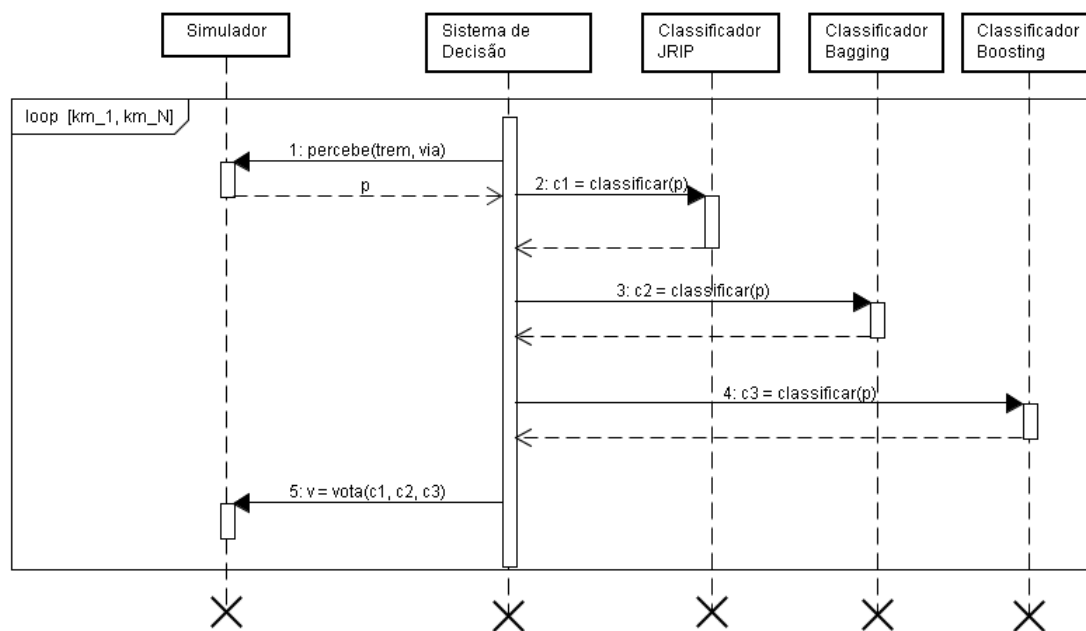 Simulador
Sistema de
Decisão
Classificador
JRIP
Classificador
Bagging
Classificador
Boosting
loop [km_1, km_N]
1: percebe(trem, via)
p
2: c1 = classificar(p)
3: c2 = classificar(p)
4: c3 = classificar(p)
5: v = vota(c1, c2, c3)